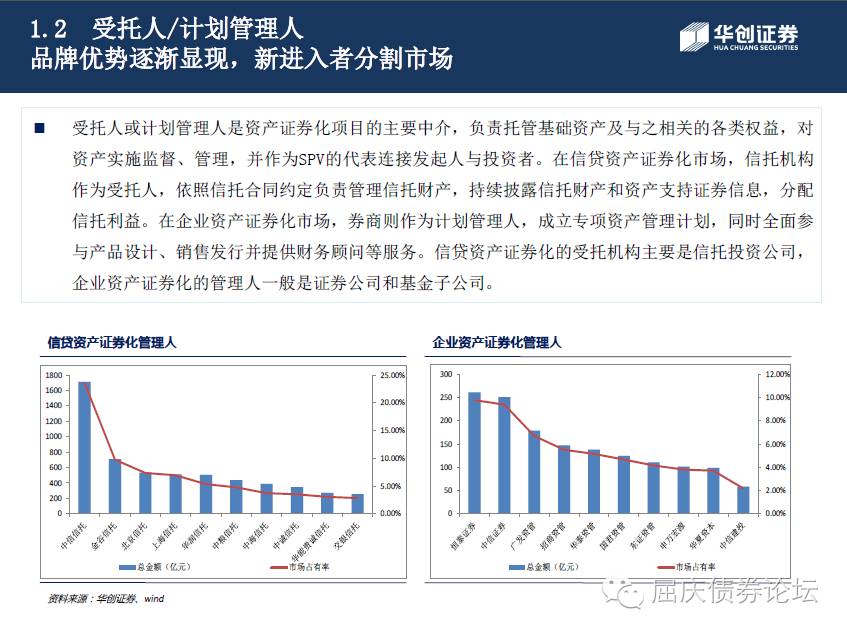 1.2 受托人/计划管理人
品牌优势逐渐显现，新进入者分割市场
华创证券
HUA CHUANG SECURITIES
■ 受托人或计划管理人是资产证券化项目的主要中介，负责托管基础资产及与之相关的各类权益，对
资产实施监督、管理，并作为SPV的代表连接发起人与投资者。在信贷资产证券化市场，信托机构
作为受托人，依照信托合同约定负责管理信托财产，持续披露信托财产和资产支持证券信息，分配
信托利益。在企业资产证券化市场，券商则作为计划管理人，成立专项资产管理计划，同时全面参
与产品设计、销售发行并提供财务顾问等服务。信贷资产证券化的受托机构主要是信托投资公司，
企业资产证券化的管理人一般是证券公司和基金子公司。
信贷资产证券化管理人
1800
1600
1400
1200
1000
800
600
400
200
0
25.00%
20.00%
15.00%
10.00%
5.00%
0.00%
中信信托
金谷信托
北京信托
上海信托
华润信托
中粮信托
中海信托
中诚信托
华能贵诚信托
交银信托
总金额（亿元）
市场占有率
企业资产证券化管理人
300
250
200
150
100
50
0
12.00%
10.00%
8.00%
6.00%
4.00%
2.00%
0.00%
恒泰证券
中信证券
广发资管
招商资管
华泰资管
国君资管
东证资管
申万宏源
华夏资本
中信建投
总金额（亿元）
市场占有率
资料来源：华创证券、wind
屈庆债券论坛